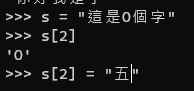 >>> s = "這是0個字"
>>> s[2]
'0'
>>> s[2] = "五"